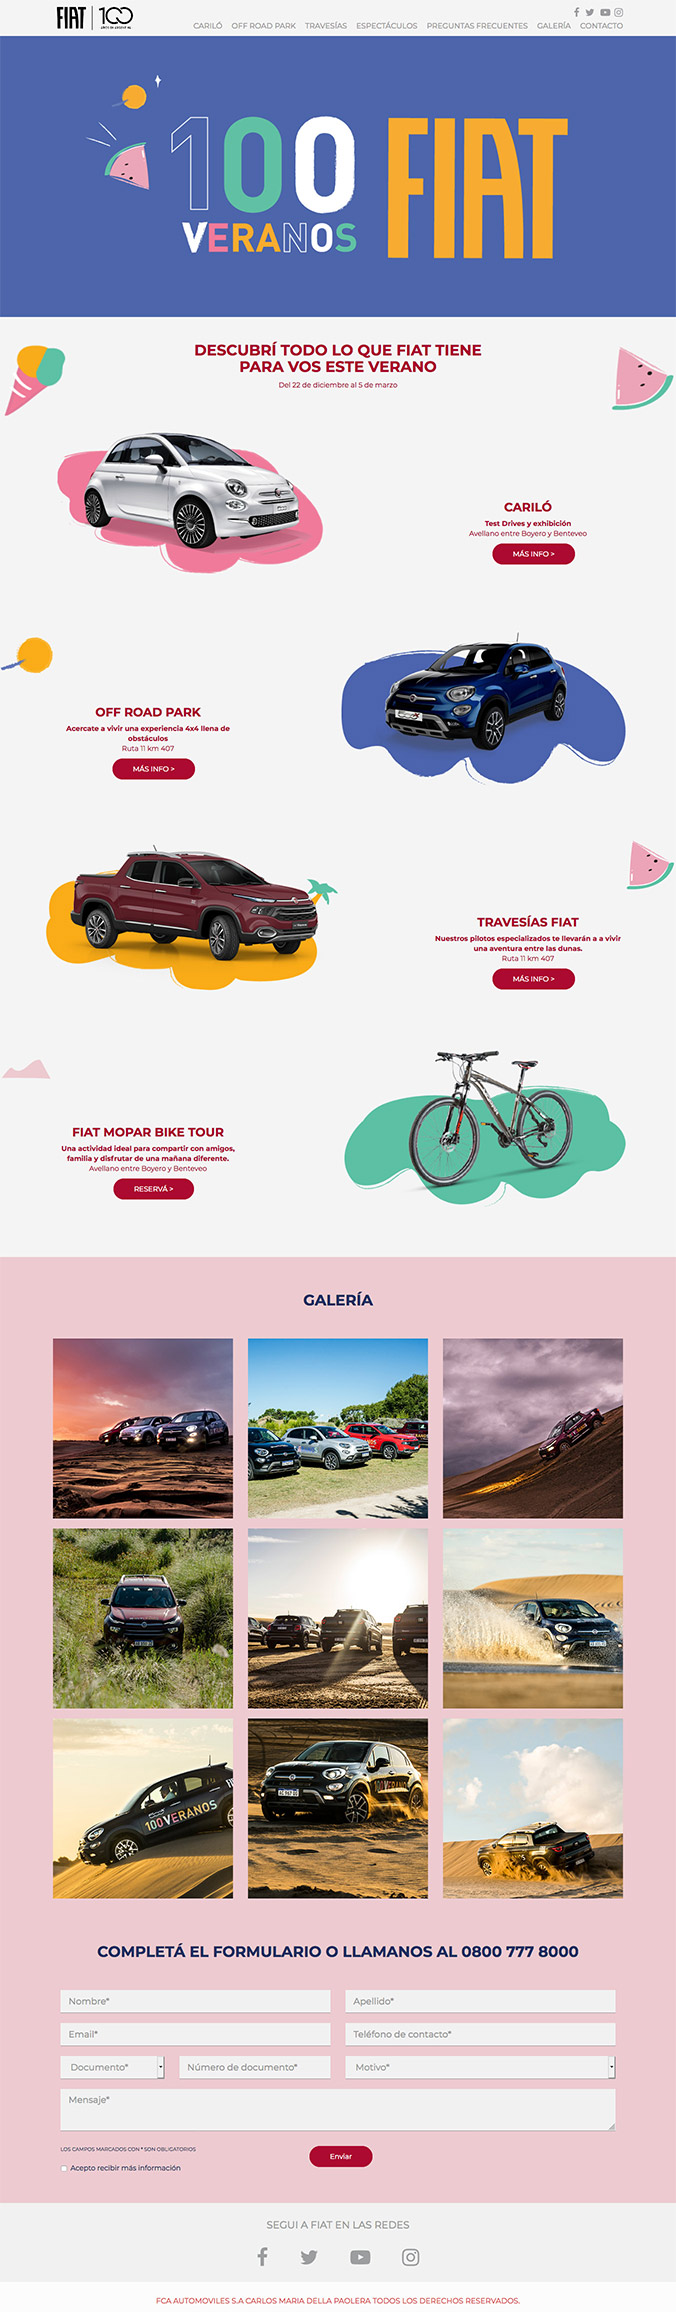 FIAT 100
CARILÓ OFF ROAD PARK TRAVESÍAS ESPECTÁCULOS PREGUNTAS FRECUENTES GALERÍA CONTACTO
100 FIAT
VERANOS
DESCUBRÍ TODO LO QUE FIAT TIENE
PARA VOS ESTE VERANO
Del 22 de diciembre al 5 de marzo
CARILÓ
Test Drives y exhibición
Avellano entre Boyero y Benteveo
MÁS INFO >
OFF ROAD PARK
Acercate a vivir una experiencia 4x4 llena de
obstáculos
Ruta 11 km 407
MÁS INFO >
TRAVESÍAS FIAT
Nuestros pilotos especializados te llevarán a a vivir
una aventura entre las dunas.
Ruta 11 km 407
MÁS INFO >
FIAT MOPAR BIKE TOUR
Una actividad ideal para compartir con amigos,
familia y disfrutar de una mañana diferente.
Avellano entre Boyero y Benteveo
RESERVÁ >
GALERÍA
100VERANOS
COMPLETÁ EL FORMULARIO O LLAMANOS AL 0800 777 8000
Nombre* Apellido*
Email* Teléfono de contacto*
Documento* Número de documento* Motivo*
Mensaje*
LOS CAMPOS MARCADOS CON * SON OBLIGATORIOS
Enviar
Acepto recibir más información
SEGUI A FIAT EN LAS REDES
FCA AUTOMOVILES S.A CARLOS MARIA DELLA PAOLERA TODOS LOS DERECHOS RESERVADOS.